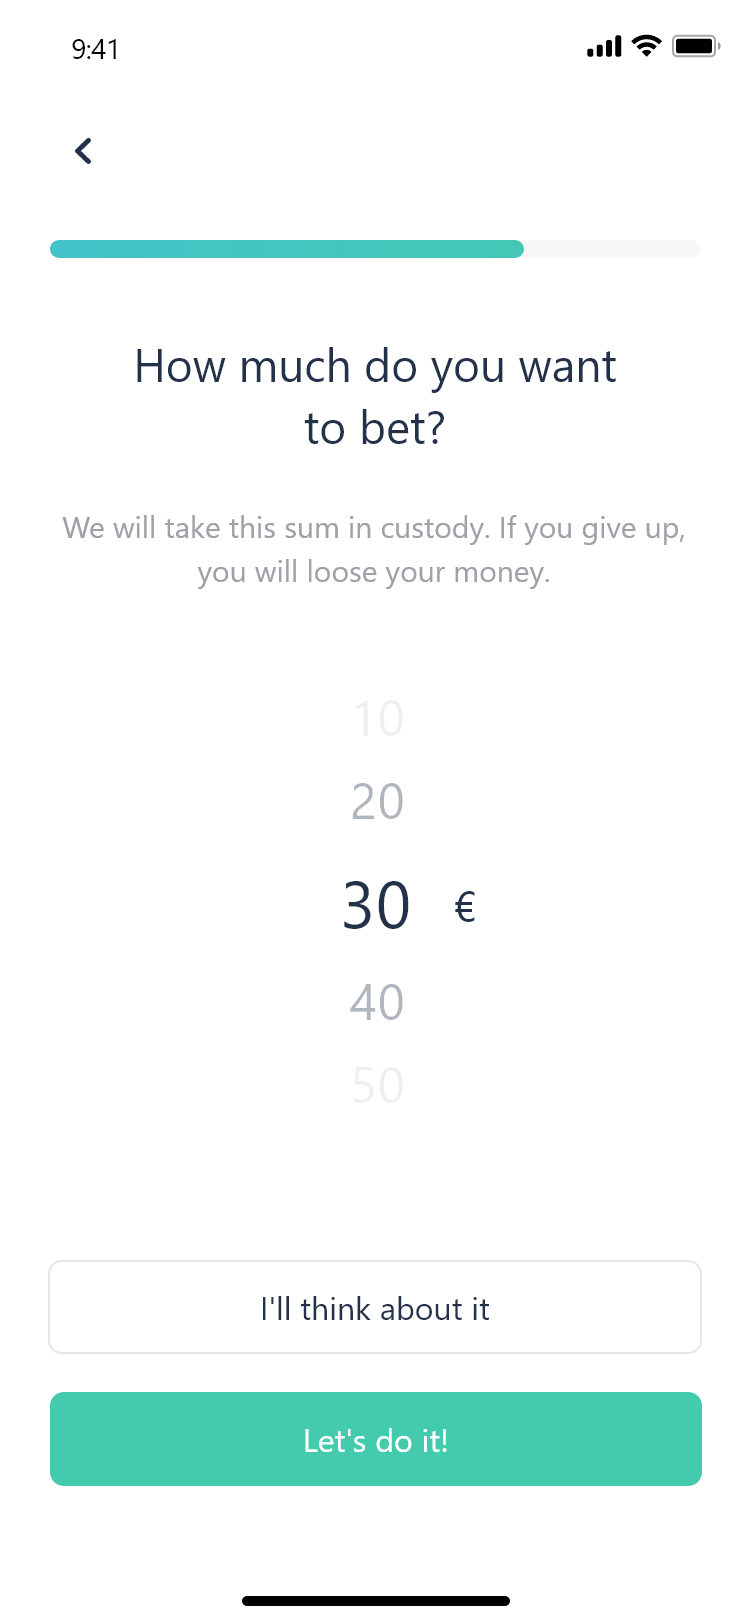 9:41
How much do you want
to bet?
We will take this sum in custody. If you give up,
you will loose your money.
10
20
30 €
40
50
I'll think about it
Let's do it!